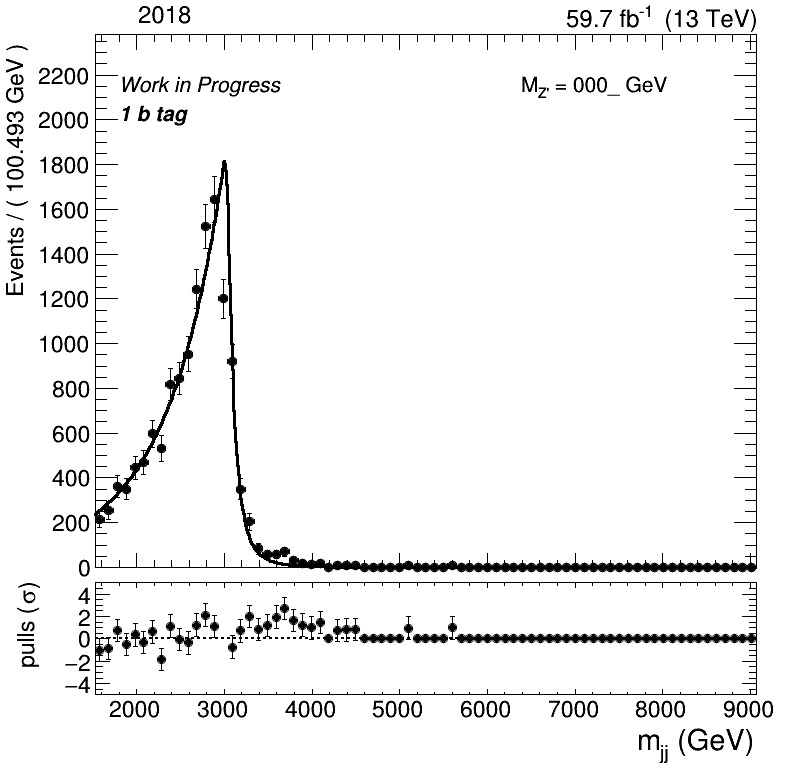 2018 59.7 fb⁻¹ (13 TeV)
Work in Progress
1 b tag
M_Z' = 000_ GeV
Events / ( 100.493 GeV )
2200
2000
1800
1600
1400
1200
1000
800
600
400
200
0
pulls (σ)
4
2
0
−2
−4
2000 3000 4000 5000 6000 7000 8000 9000
m_jj (GeV)